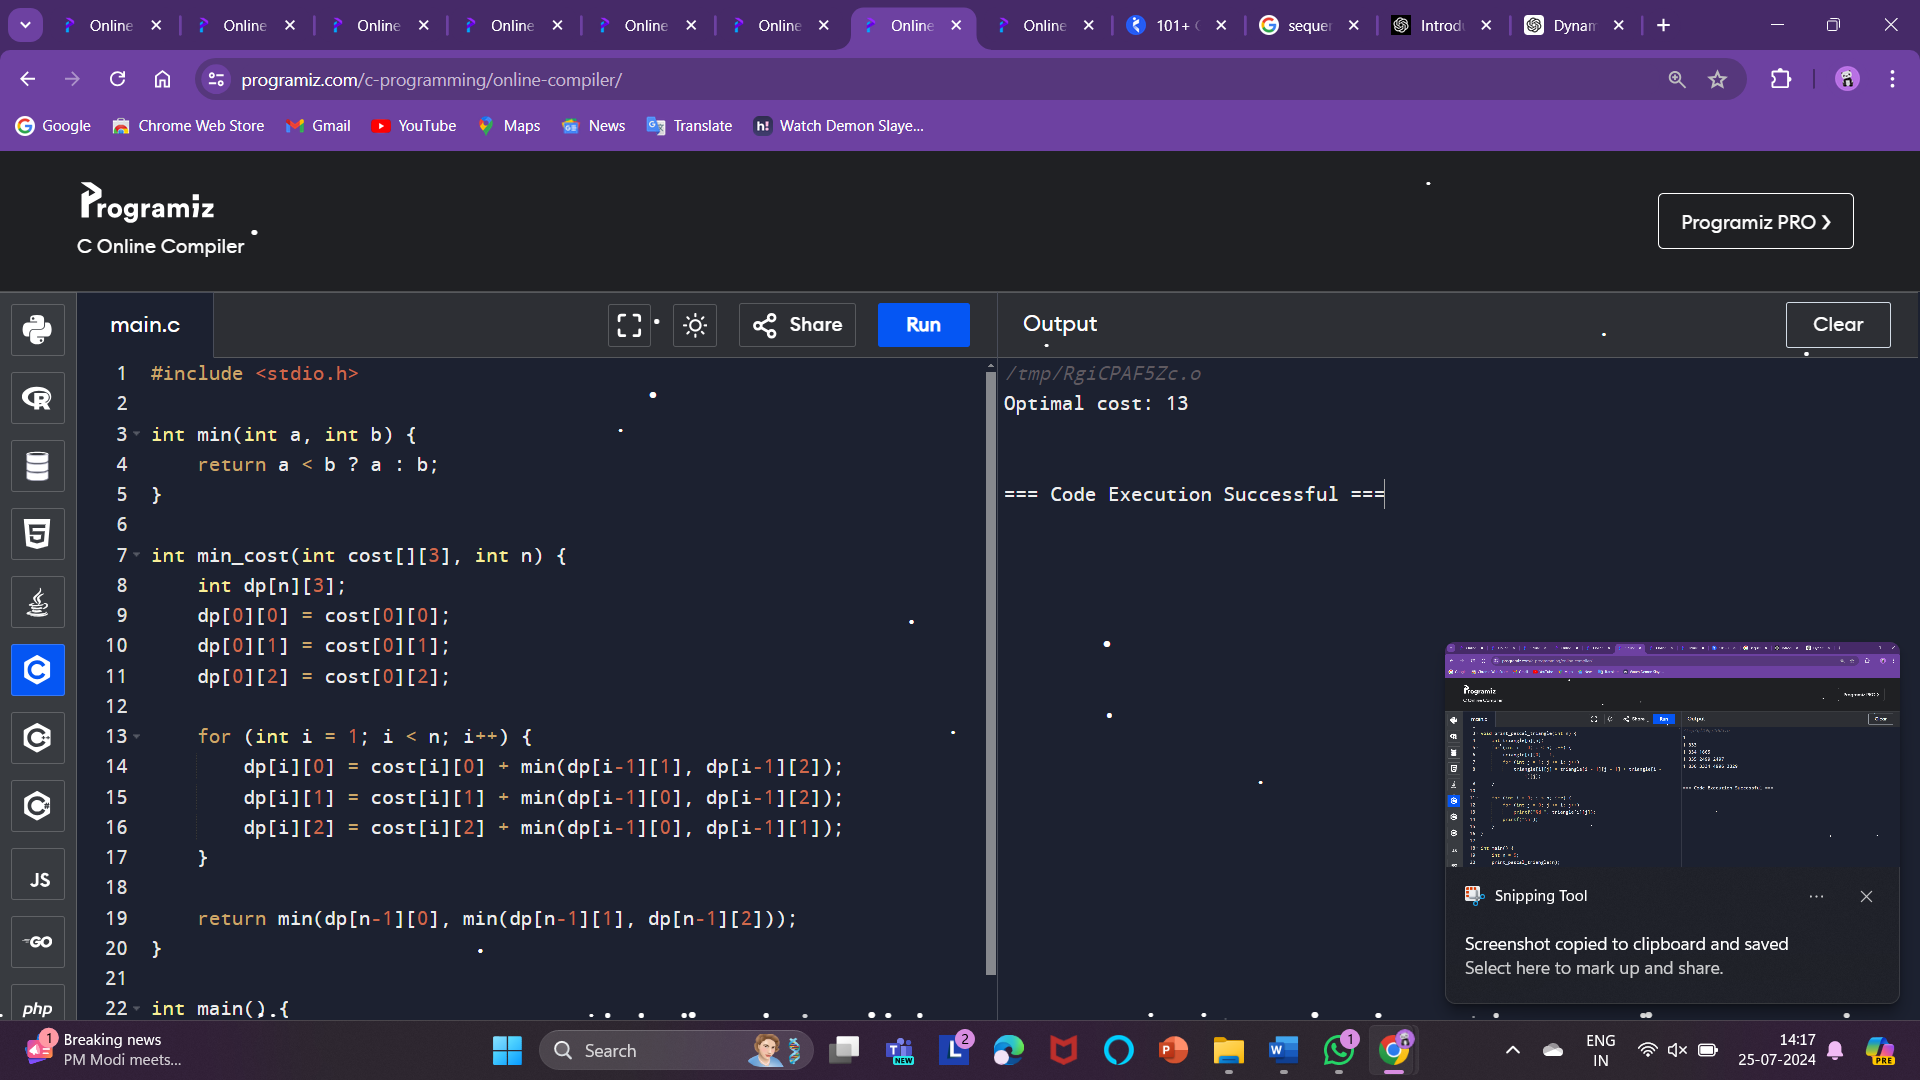 Online
Online
Online
Online
Online
Online
Online
Online
101+
sequer
Introdu
Dynam
programiz.com/c-programming/online-compiler/
Google
Chrome Web Store
Gmail
YouTube
Maps
News
Translate
Watch Demon Slaye...
Programiz
C Online Compiler
Programiz PRO ❯
main.c
Share
Run
Output
Clear
1 #include <stdio.h>
2
3 int min(int a, int b) {
4     return a < b ? a : b;
5 }
6
7 int min_cost(int cost[][3], int n) {
8     int dp[n][3];
9     dp[0][0] = cost[0][0];
10     dp[0][1] = cost[0][1];
11     dp[0][2] = cost[0][2];
12
13     for (int i = 1; i < n; i++) {
14         dp[i][0] = cost[i][0] + min(dp[i-1][1], dp[i-1][2]);
15         dp[i][1] = cost[i][1] + min(dp[i-1][0], dp[i-1][2]);
16         dp[i][2] = cost[i][2] + min(dp[i-1][0], dp[i-1][1]);
17     }
18
19     return min(dp[n-1][0], min(dp[n-1][1], dp[n-1][2]));
20 }
21
22 int main() {
JS
GO
php
/tmp/RgiCPAF5Zc.o
Optimal cost: 13
=== Code Execution Successful ===
Programiz
C Online Compiler
Snipping Tool
Screenshot copied to clipboard and saved
Select here to mark up and share.
1
Breaking news
PM Modi meets...
Search
NEW
L
2
1
ENG
IN
14:17
25-07-2024
PRE